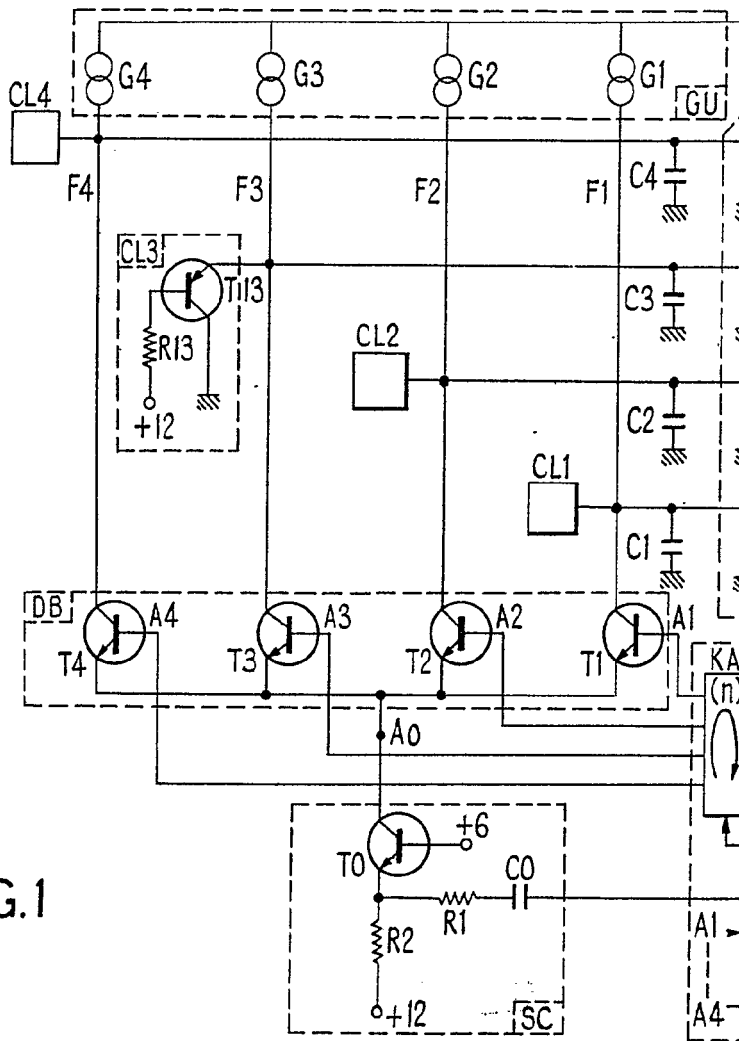 G4 G3 G2 G1
GU
CL4
F4 F3 F2 F1
C4
CL3
T13
R13
+12
C3
CL2
C2
CL1
C1
DB
A4 A3 A2 A1
T4 T3 T2 T1
KA
(n)
A0
+6
T0
C0
R1
R2
+12
SC
A1
A4
G.1